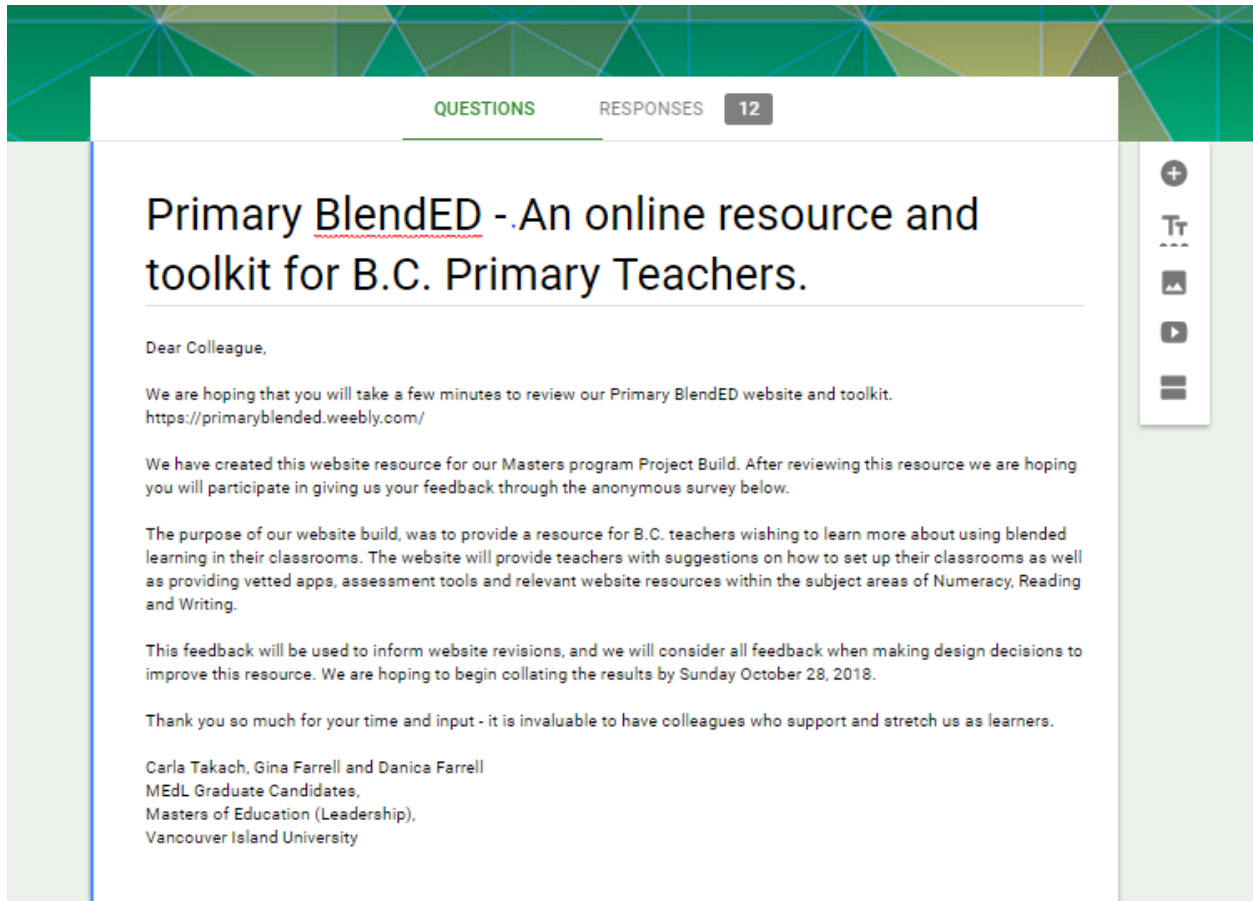 QUESTIONS RESPONSES 12
Primary BlendED - An online resource and
toolkit for B.C. Primary Teachers.
Dear Colleague,
We are hoping that you will take a few minutes to review our Primary BlendED website and toolkit.
https://primaryblended.weebly.com/
We have created this website resource for our Masters program Project Build. After reviewing this resource we are hoping
you will participate in giving us your feedback through the anonymous survey below.
The purpose of our website build, was to provide a resource for B.C. teachers wishing to learn more about using blended
learning in their classrooms. The website will provide teachers with suggestions on how to set up their classrooms as well
as providing vetted apps, assessment tools and relevant website resources within the subject areas of Numeracy, Reading
and Writing.
This feedback will be used to inform website revisions, and we will consider all feedback when making design decisions to
improve this resource. We are hoping to begin collating the results by Sunday October 28, 2018.
Thank you so much for your time and input - it is invaluable to have colleagues who support and stretch us as learners.
Carla Takach, Gina Farrell and Danica Farrell
MEdL Graduate Candidates,
Masters of Education (Leadership),
Vancouver Island University
Tт